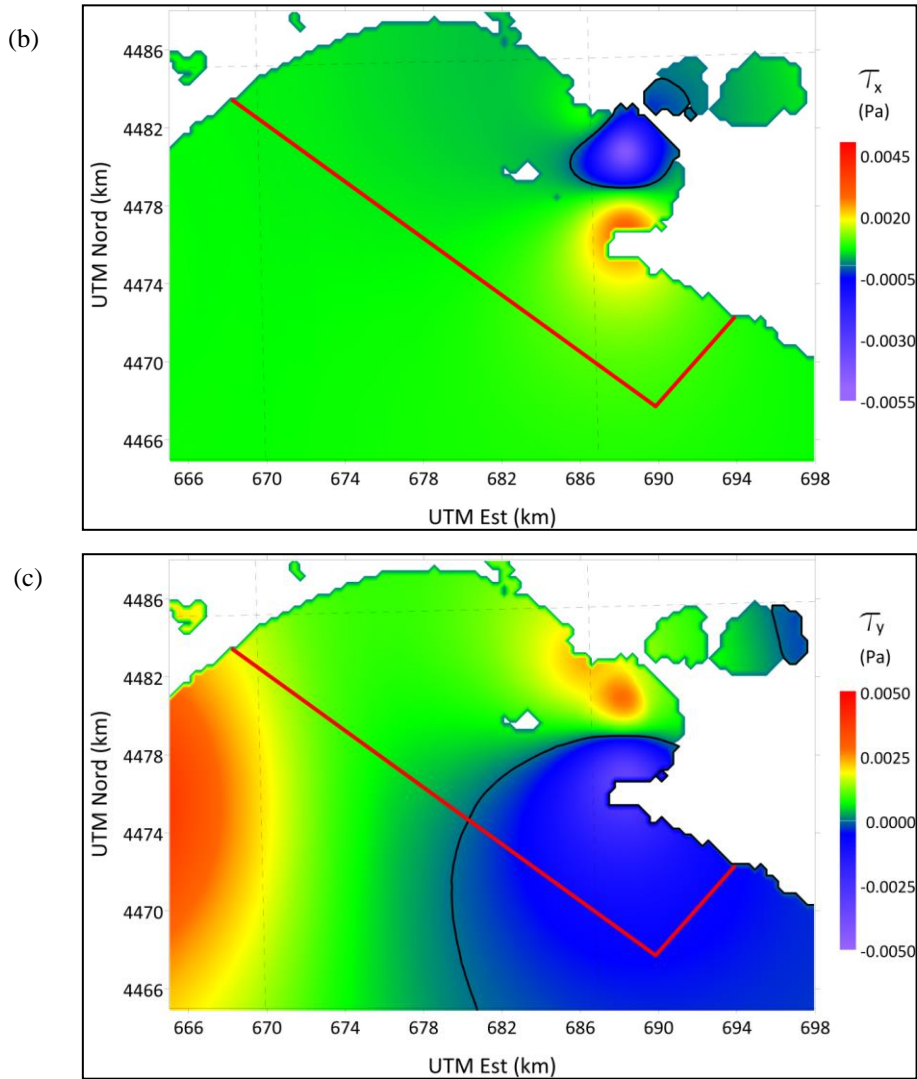 (b)
4486
4482
4478
4474
4470
4466
UTM Nord (km)
666 670 674 678 682 686 690 694 698
UTM Est (km)
τx
(Pa)
0.0045
0.0020
-0.0005
-0.0030
-0.0055
(c)
4486
4482
4478
4474
4470
4466
UTM Nord (km)
666 670 674 678 682 686 690 694 698
UTM Est (km)
τy
(Pa)
0.0050
0.0025
0.0000
-0.0025
-0.0050